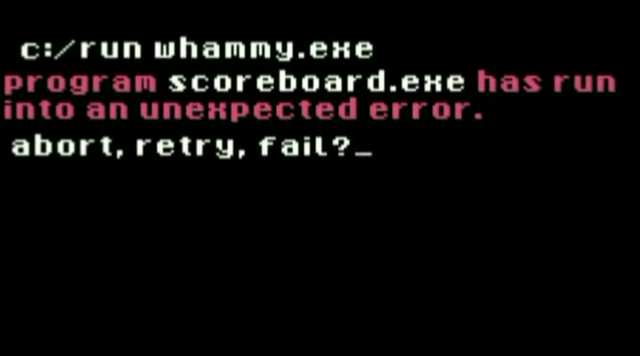 c:/run whammy.exe
program scoreboard.exe has run
into an unexpected error.
abort, retry, fail?_